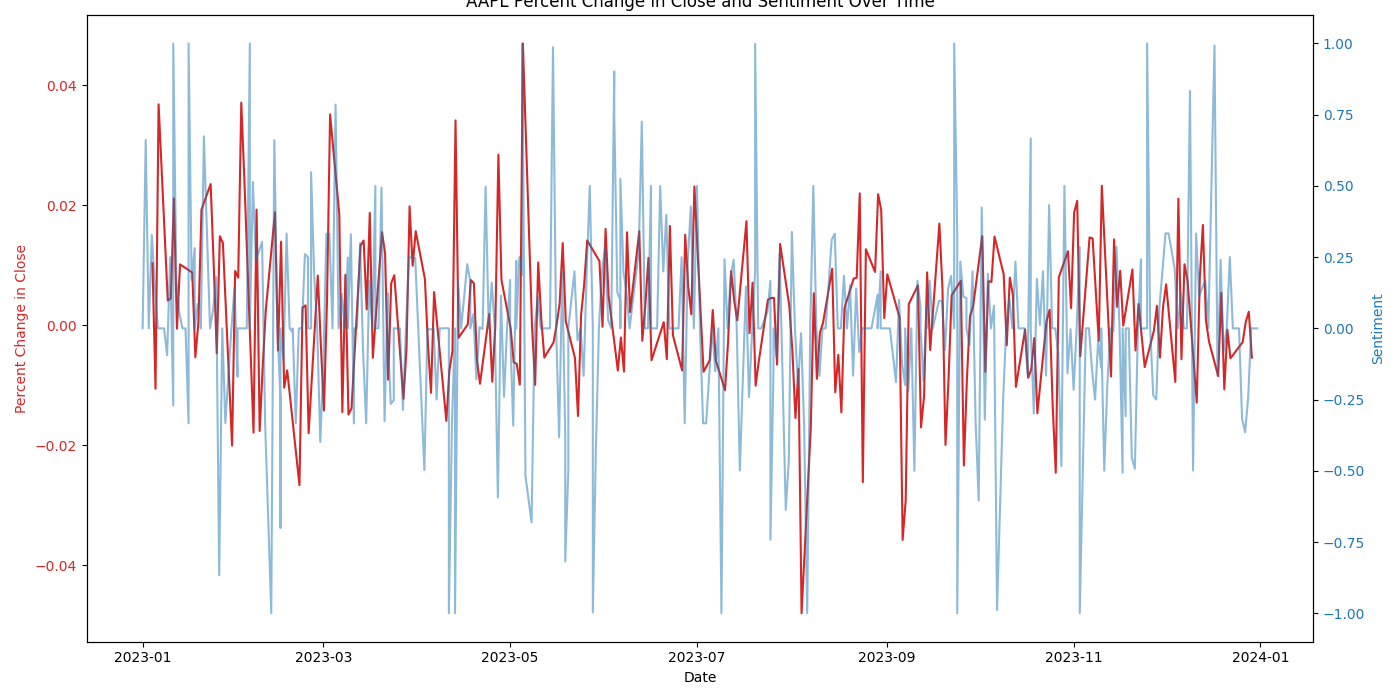 AAPL Percent Change in Close and Sentiment Over Time
Percent Change in Close
0.04
0.02
0.00
−0.02
−0.04
1.00
0.75
0.50
0.25
0.00
−0.25
−0.50
−0.75
−1.00
Sentiment
2023-01 2023-03 2023-05 2023-07 2023-09 2023-11 2024-01
Date